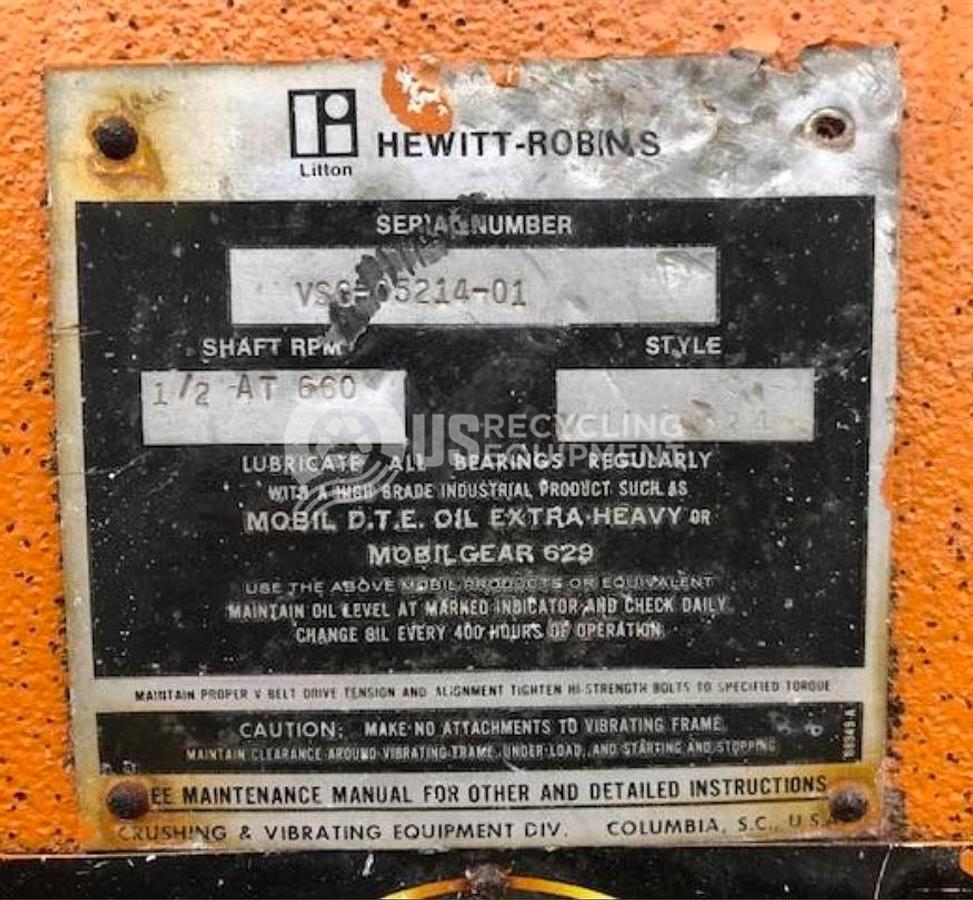 Litton
HEWITT-ROBINS
SERIAL NUMBER
05214-01
SHAFT RPM
STYLE
1/2 AT 660
US RECYCLING
EQUIPMENT
LUBRICATE ALL BEARINGS REGULARLY
WITH A HIGH GRADE INDUSTRIAL PRODUCT SUCH AS
MOBIL D.T.E. OIL EXTRA HEAVY OR
MOBILGEAR 629
USE THE ABOVE MOBIL PRODUCTS OR EQUIVALENT
MAINTAIN OIL LEVEL AT MARKED INDICATOR AND CHECK DAILY
CHANGE OIL EVERY 400 HOURS OF OPERATION
MAINTAIN PROPER V BELT DRIVE TENSION AND ALIGNMENT TIGHTEN HI-STRENGTH BOLTS TO SPECIFIED TORQUE
CAUTION: MAKE NO ATTACHMENTS TO VIBRATING FRAME
MAINTAIN CLEARANCE AROUND VIBRATING FRAME, UNDER LOAD, AND STARTING AND STOPPING
EE MAINTENANCE MANUAL FOR OTHER AND DETAILED INSTRUCTIONS
CRUSHING & VIBRATING EQUIPMENT DIV. COLUMBIA, S.C., U.S.A